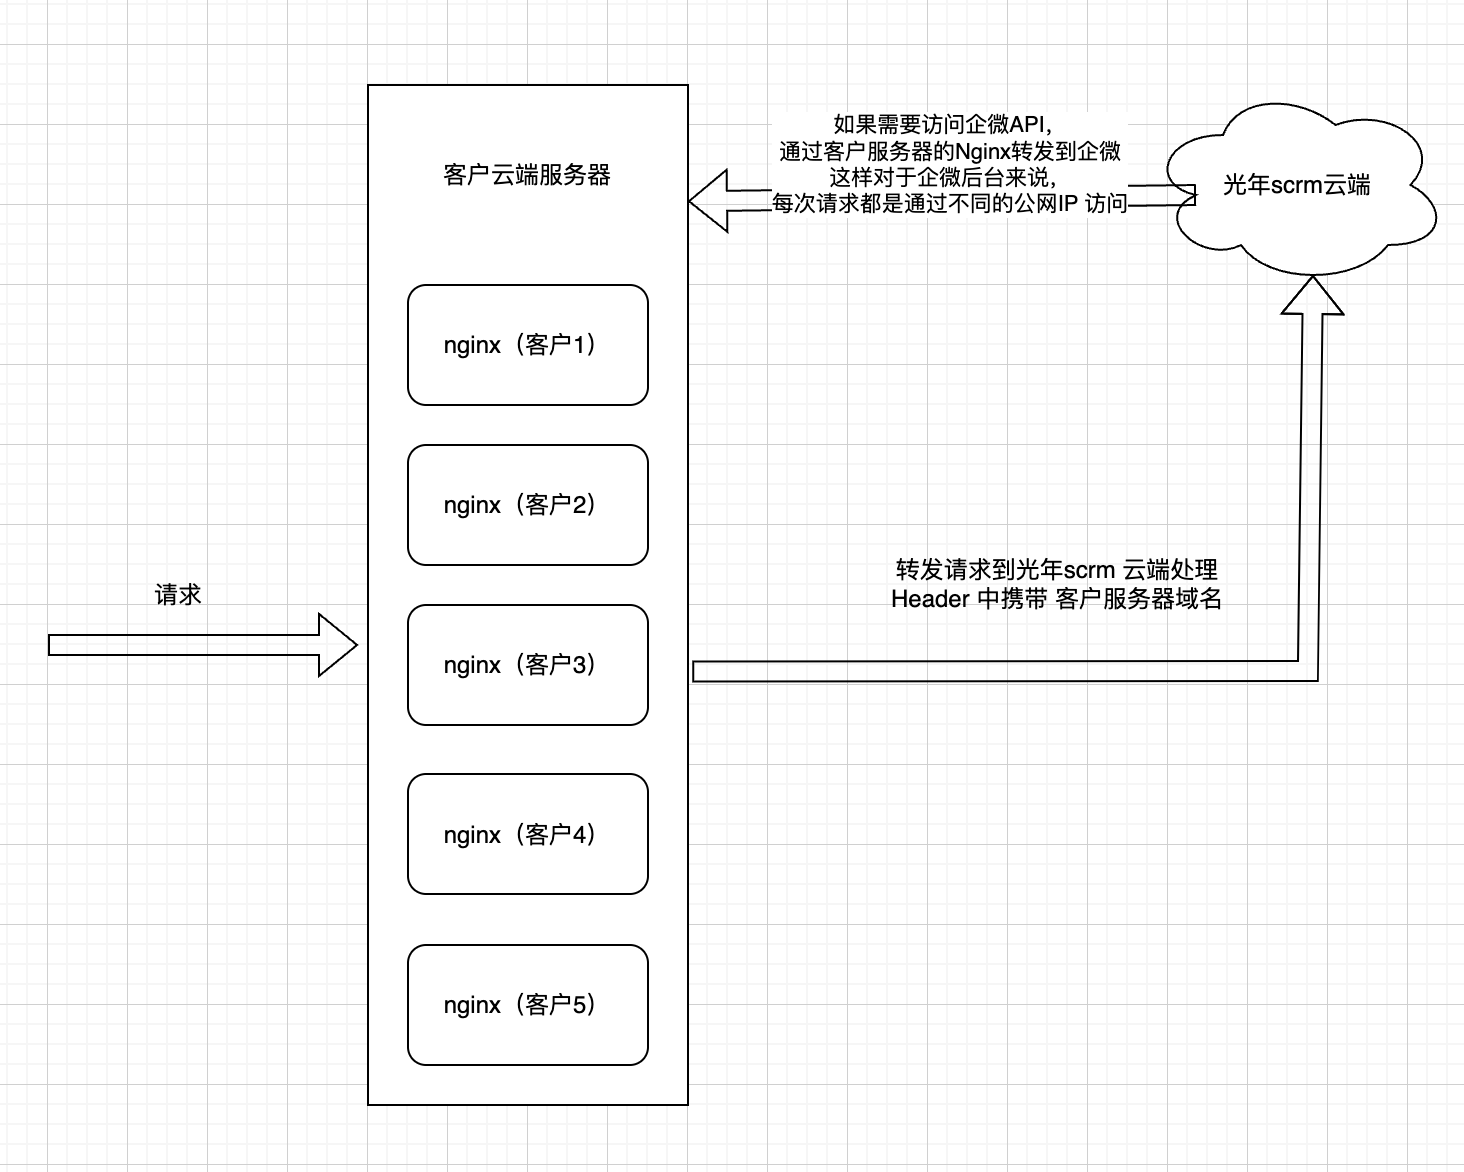 如果需要访问企微API，
通过客户服务器的Nginx转发到企微
这样对于企微后台来说，
每次请求都是通过不同的公网IP 访问
光年scrm云端
客户云端服务器
nginx（客户1）
nginx（客户2）
请求
转发请求到光年scrm 云端处理
Header 中携带 客户服务器域名
nginx（客户3）
nginx（客户4）
nginx（客户5）